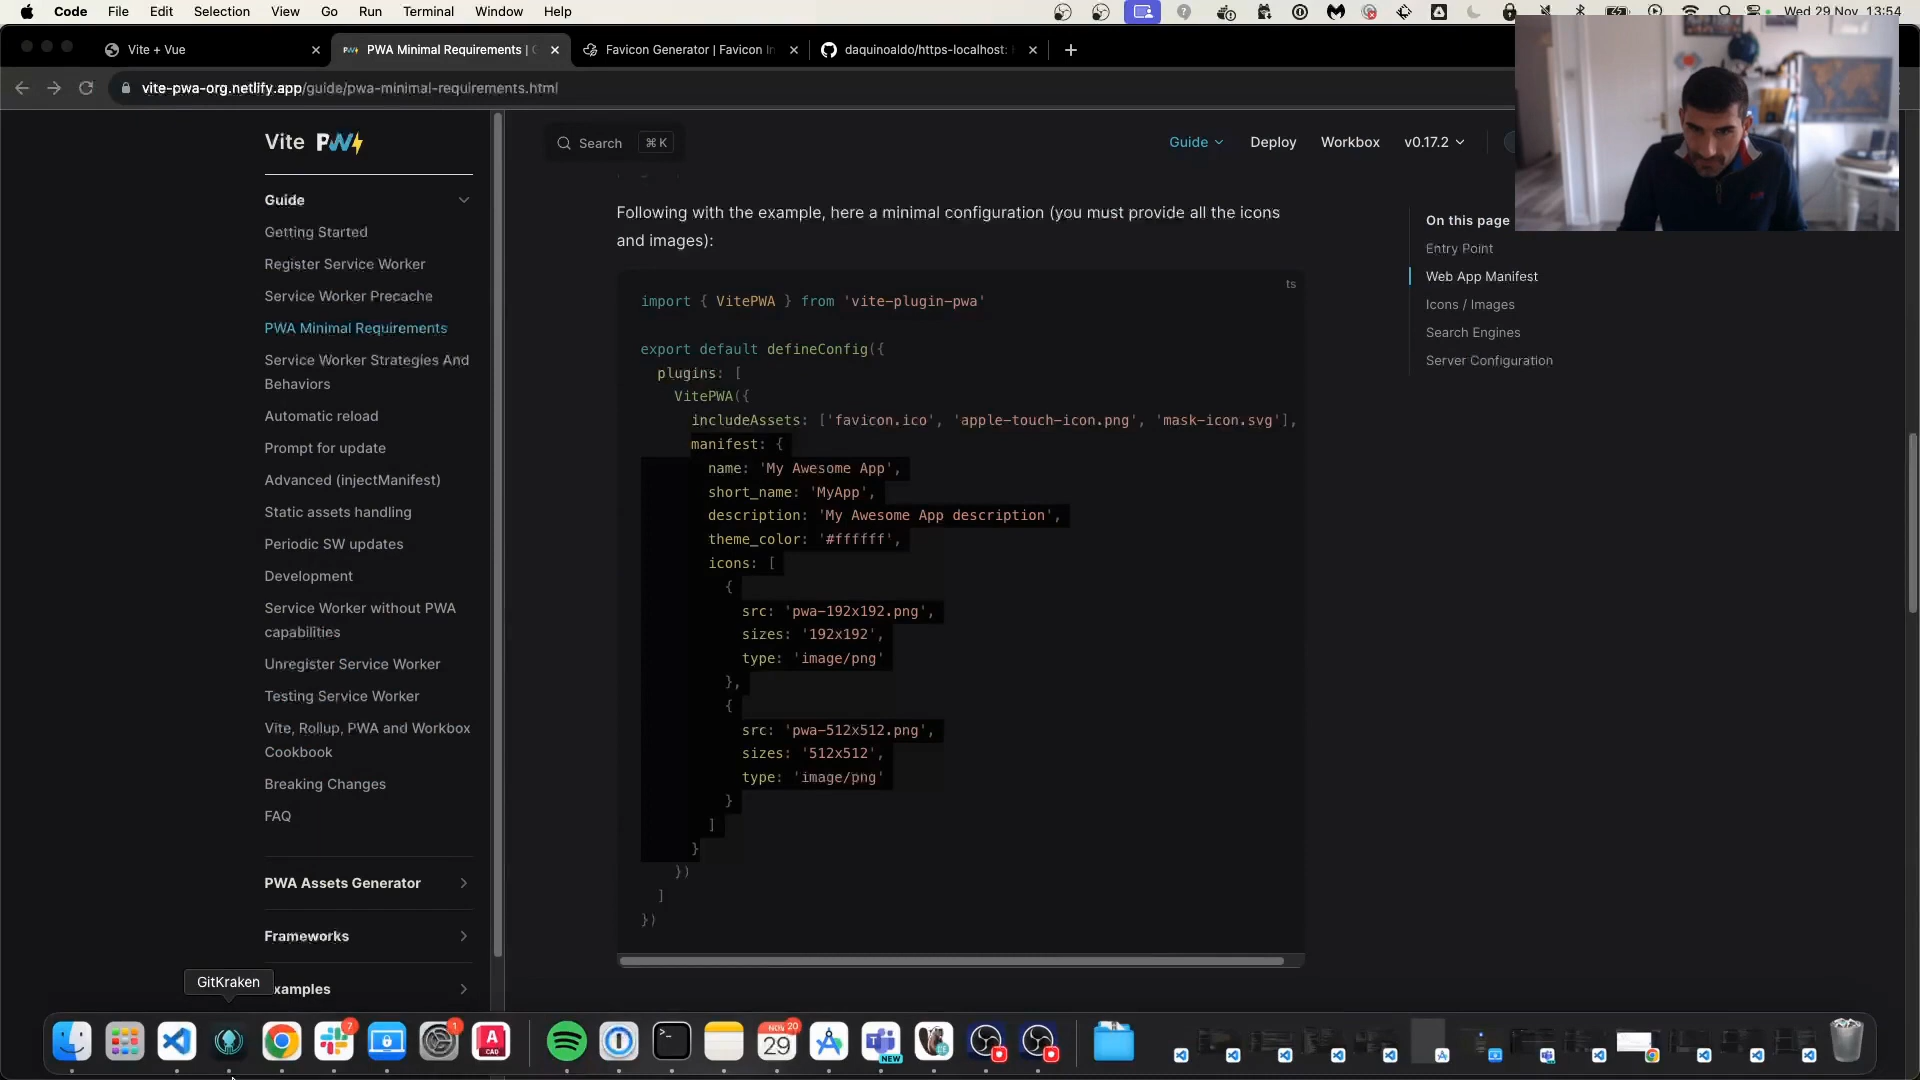 Code File Edit Selection View Go Run Terminal Window Help
Wed 29 Nov 13:54
Vite + Vue
PWA Minimal Requirements |
Favicon Generator | Favicon
daquinoaldo/https-localhost:
vite-pwa-org.netlify.app/guide/pwa-minimal-requirements.html
Vite PW
Search ⌘ K
Guide Deploy Workbox v0.17.2
Guide
Getting Started
Register Service Worker
Service Worker Precache
PWA Minimal Requirements
Service Worker Strategies And
Behaviors
Automatic reload
Prompt for update
Advanced (injectManifest)
Static assets handling
Periodic SW updates
Development
Service Worker without PWA
capabilities
Unregister Service Worker
Testing Service Worker
Vite, Rollup, PWA and Workbox
Cookbook
Breaking Changes
FAQ
PWA Assets Generator
Frameworks
xamples
Following with the example, here a minimal configuration (you must provide all the icons
and images):
ts
import { VitePWA } from 'vite-plugin-pwa'
export default defineConfig({
plugins: [
VitePWA({
includeAssets: ['favicon.ico', 'apple-touch-icon.png', 'mask-icon.svg'],
manifest: {
name: 'My Awesome App',
short_name: 'MyApp',
description: 'My Awesome App description',
theme_color: '#ffffff',
icons: [
{
src: 'pwa-192x192.png',
sizes: '192x192',
type: 'image/png'
},
{
src: 'pwa-512x512.png',
sizes: '512x512',
type: 'image/png'
}
]
}
})
]
})
On this page
Entry Point
Web App Manifest
Icons / Images
Search Engines
Server Configuration
GitKraken
7
1
CAD
NOV 20
29
NEW